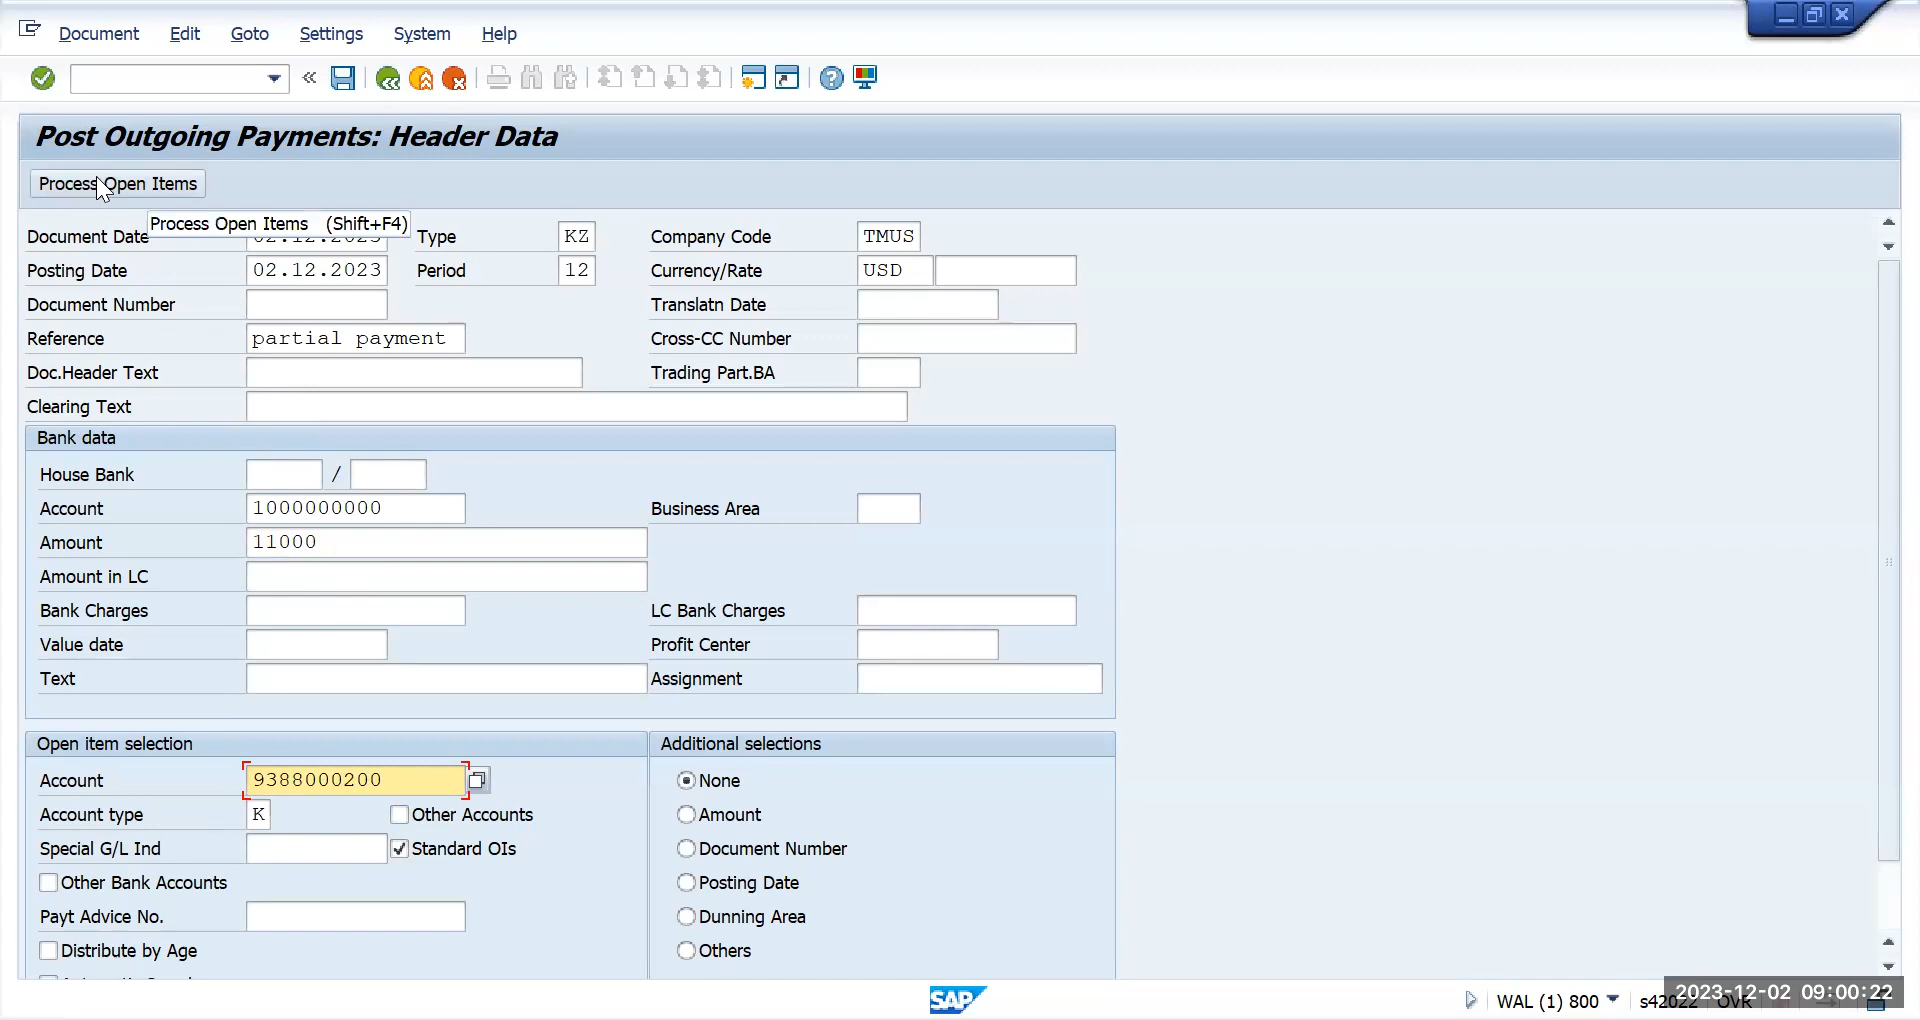 Document Edit Goto Settings System Help
Post Outgoing Payments: Header Data
Process Open Items
Process Open Items (Shift+F4)
Document Date Type KZ Company Code TMUS
Posting Date 02.12.2023 Period 12 Currency/Rate USD
Document Number Translatn Date
Reference partial payment Cross-CC Number
Doc.Header Text Trading Part.BA
Clearing Text
Bank data
House Bank /
Account 1000000000 Business Area
Amount 11000
Amount in LC
Bank Charges LC Bank Charges
Value date Profit Center
Text Assignment
Open item selection Additional selections
Account 9388000200 None
Account type K Other Accounts Amount
Special G/L Ind Standard OIs Document Number
Other Bank Accounts Posting Date
Payt Advice No. Dunning Area
Distribute by Age Others
SAP WAL (1) 800 s42022 OVR
2023-12-02 09:00:22